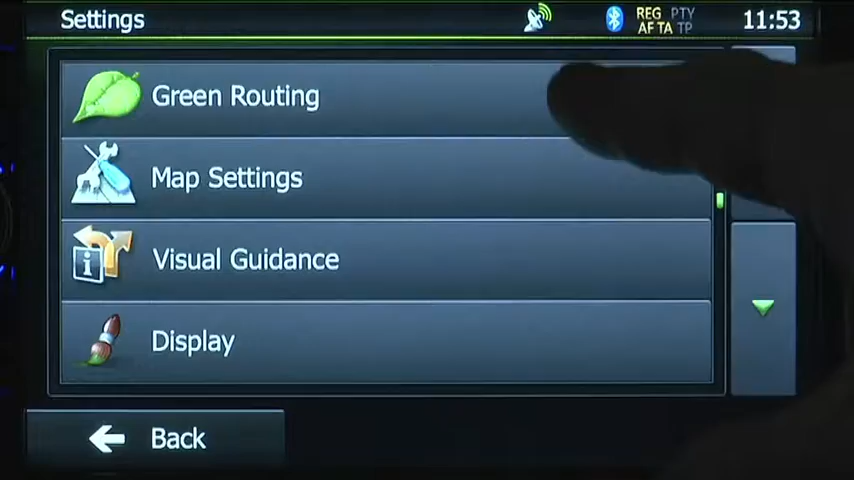 Settings
REG PTY
AF TA TP
11:53
Green Routing
Map Settings
i
Visual Guidance
Display
Back